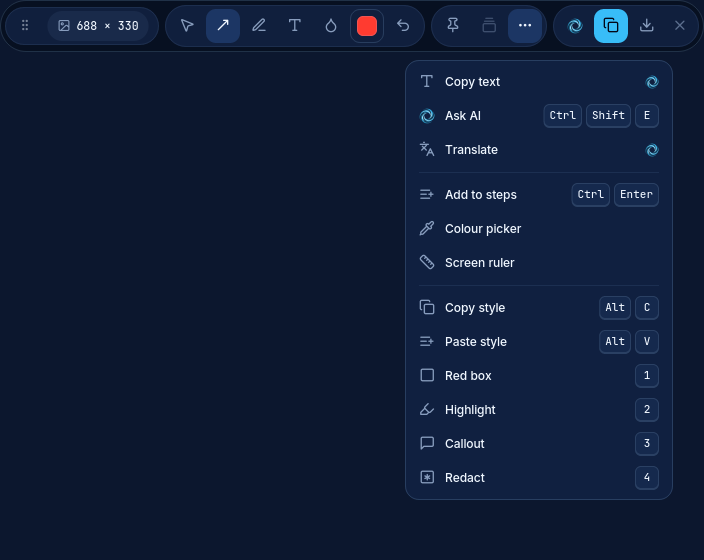 688 × 330
Copy text
Ask AI Ctrl Shift E
Translate
Add to steps Ctrl Enter
Colour picker
Screen ruler
Copy style Alt C
Paste style Alt V
Red box 1
Highlight 2
Callout 3
Redact 4